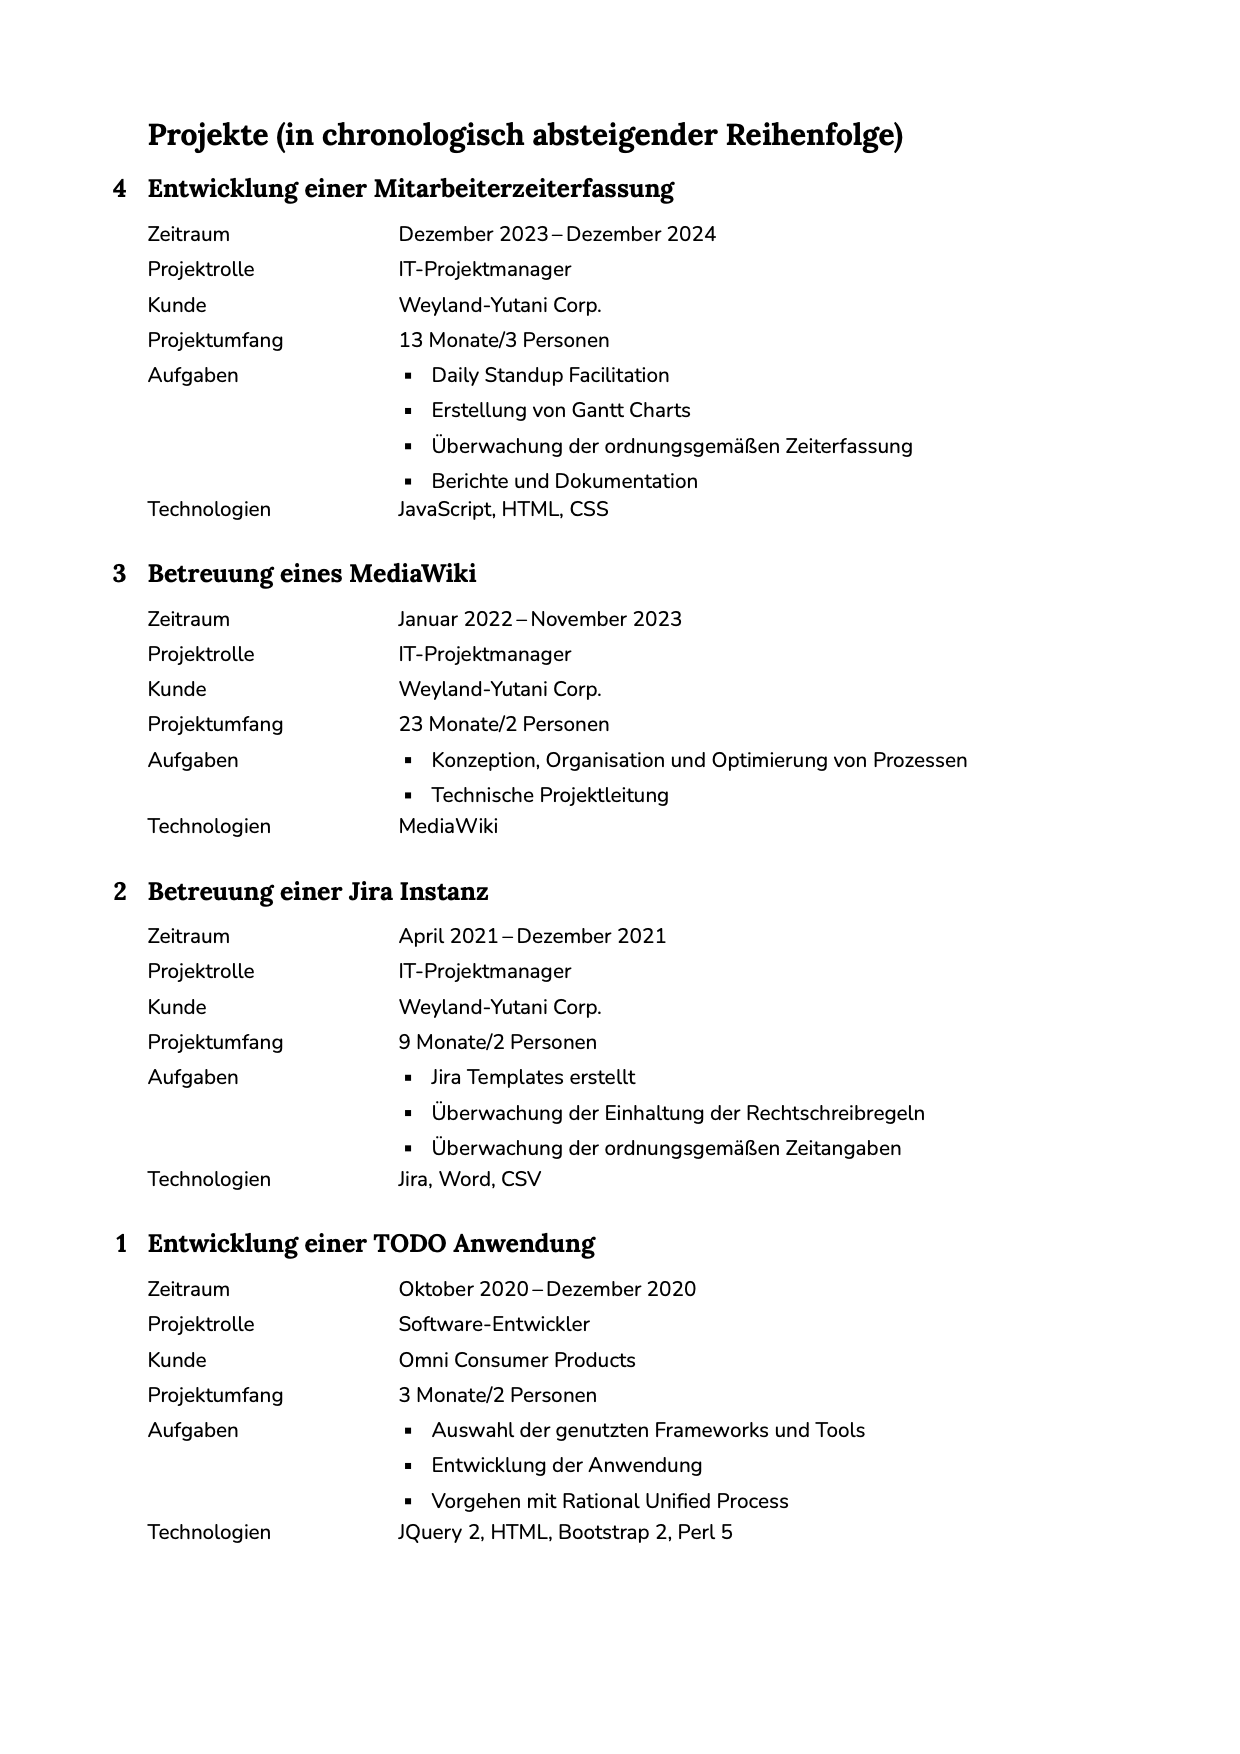 Projekte (in chronologisch absteigender Reihenfolge)
4 Entwicklung einer Mitarbeiterzeiterfassung
Zeitraum Dezember 2023 – Dezember 2024
Projektrolle IT-Projektmanager
Kunde Weyland-Yutani Corp.
Projektumfang 13 Monate/3 Personen
Aufgaben ▪ Daily Standup Facilitation
▪ Erstellung von Gantt Charts
▪ Überwachung der ordnungsgemäßen Zeiterfassung
▪ Berichte und Dokumentation
Technologien JavaScript, HTML, CSS
3 Betreuung eines MediaWiki
Zeitraum Januar 2022 – November 2023
Projektrolle IT-Projektmanager
Kunde Weyland-Yutani Corp.
Projektumfang 23 Monate/2 Personen
Aufgaben ▪ Konzeption, Organisation und Optimierung von Prozessen
▪ Technische Projektleitung
Technologien MediaWiki
2 Betreuung einer Jira Instanz
Zeitraum April 2021 – Dezember 2021
Projektrolle IT-Projektmanager
Kunde Weyland-Yutani Corp.
Projektumfang 9 Monate/2 Personen
Aufgaben ▪ Jira Templates erstellt
▪ Überwachung der Einhaltung der Rechtschreibregeln
▪ Überwachung der ordnungsgemäßen Zeitangaben
Technologien Jira, Word, CSV
1 Entwicklung einer TODO Anwendung
Zeitraum Oktober 2020 – Dezember 2020
Projektrolle Software-Entwickler
Kunde Omni Consumer Products
Projektumfang 3 Monate/2 Personen
Aufgaben ▪ Auswahl der genutzten Frameworks und Tools
▪ Entwicklung der Anwendung
▪ Vorgehen mit Rational Unified Process
Technologien JQuery 2, HTML, Bootstrap 2, Perl 5